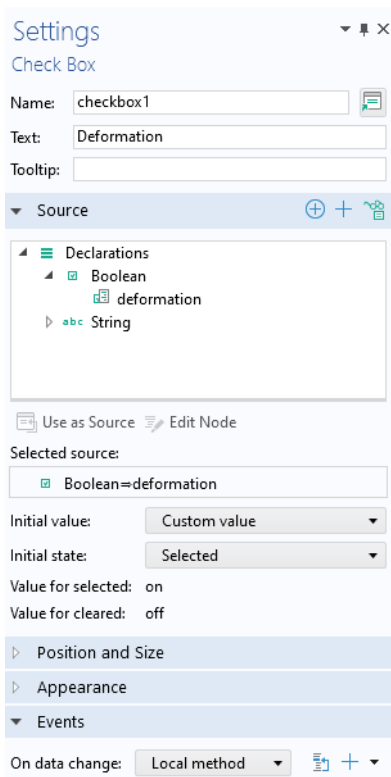 Settings
Check Box
Name: checkbox1
Text: Deformation
Tooltip:
Source
Declarations
Boolean
deformation
abc String
Use as Source Edit Node
Selected source:
Boolean⇒deformation
Initial value: Custom value
Initial state: Selected
Value for selected: on
Value for cleared: off
Position and Size
Appearance
Events
On data change: Local method